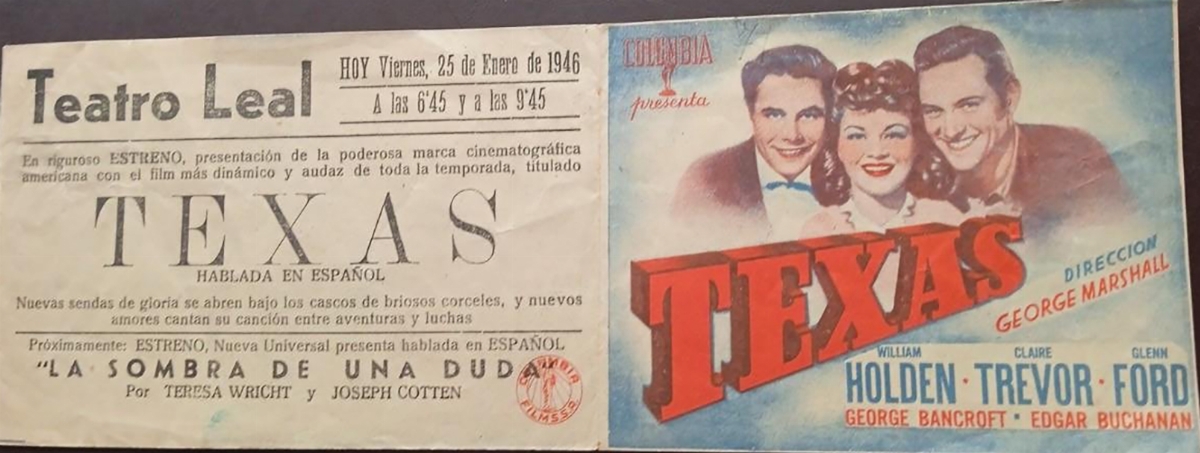 Teatro Leal
HOY Viernes, 25 de Enero de 1946
A las 6'45 y a las 9'45
En riguroso ESTRENO, presentación de la poderosa marca cinematográfica
americana con el film más dinámico y audaz de toda la temporada, titulado
TEXAS
HABLADA EN ESPAÑOL
Nuevas sendas de gloria se abren bajo los cascos de briosos corceles, y nuevos
amores cantan su canción entre aventuras y luchas
Próximamente: ESTRENO, Nueva Universal presenta hablada en ESPAÑOL
"LA SOMBRA DE UNA DUDA"
Por TERESA WRICHT y JOSEPH COTTEN
COLUMBIA
FILMS S.A.
COLUMBIA
presenta
TEXAS
DIRECCION
GEORGE MARSHALL
WILLIAM CLAIRE GLENN
HOLDEN · TREVOR · FORD
GEORGE BANCROFT · EDGAR BUCHANAN